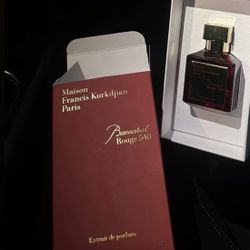 Maison
Francis Kurkdjian
Paris
Baccarat
Rouge 540
Extrait de parfum